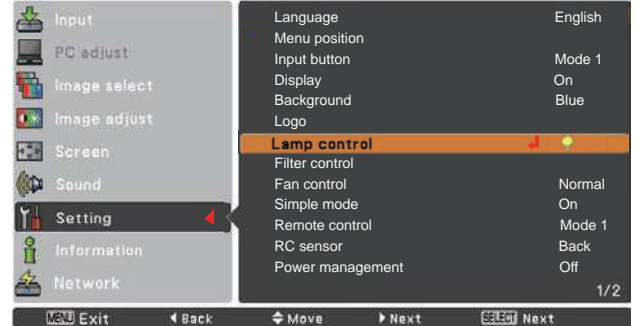 Input
PC adjust
Image select
Image adjust
Screen
Sound
Setting
Information
Network
Language English
Menu position
Input button Mode 1
Display On
Background Blue
Logo
Lamp control
Filter control
Fan control Normal
Simple mode On
Remote control Mode 1
RC sensor Back
Power management Off
1/2
MENU Exit Back Move Next SELECT Next